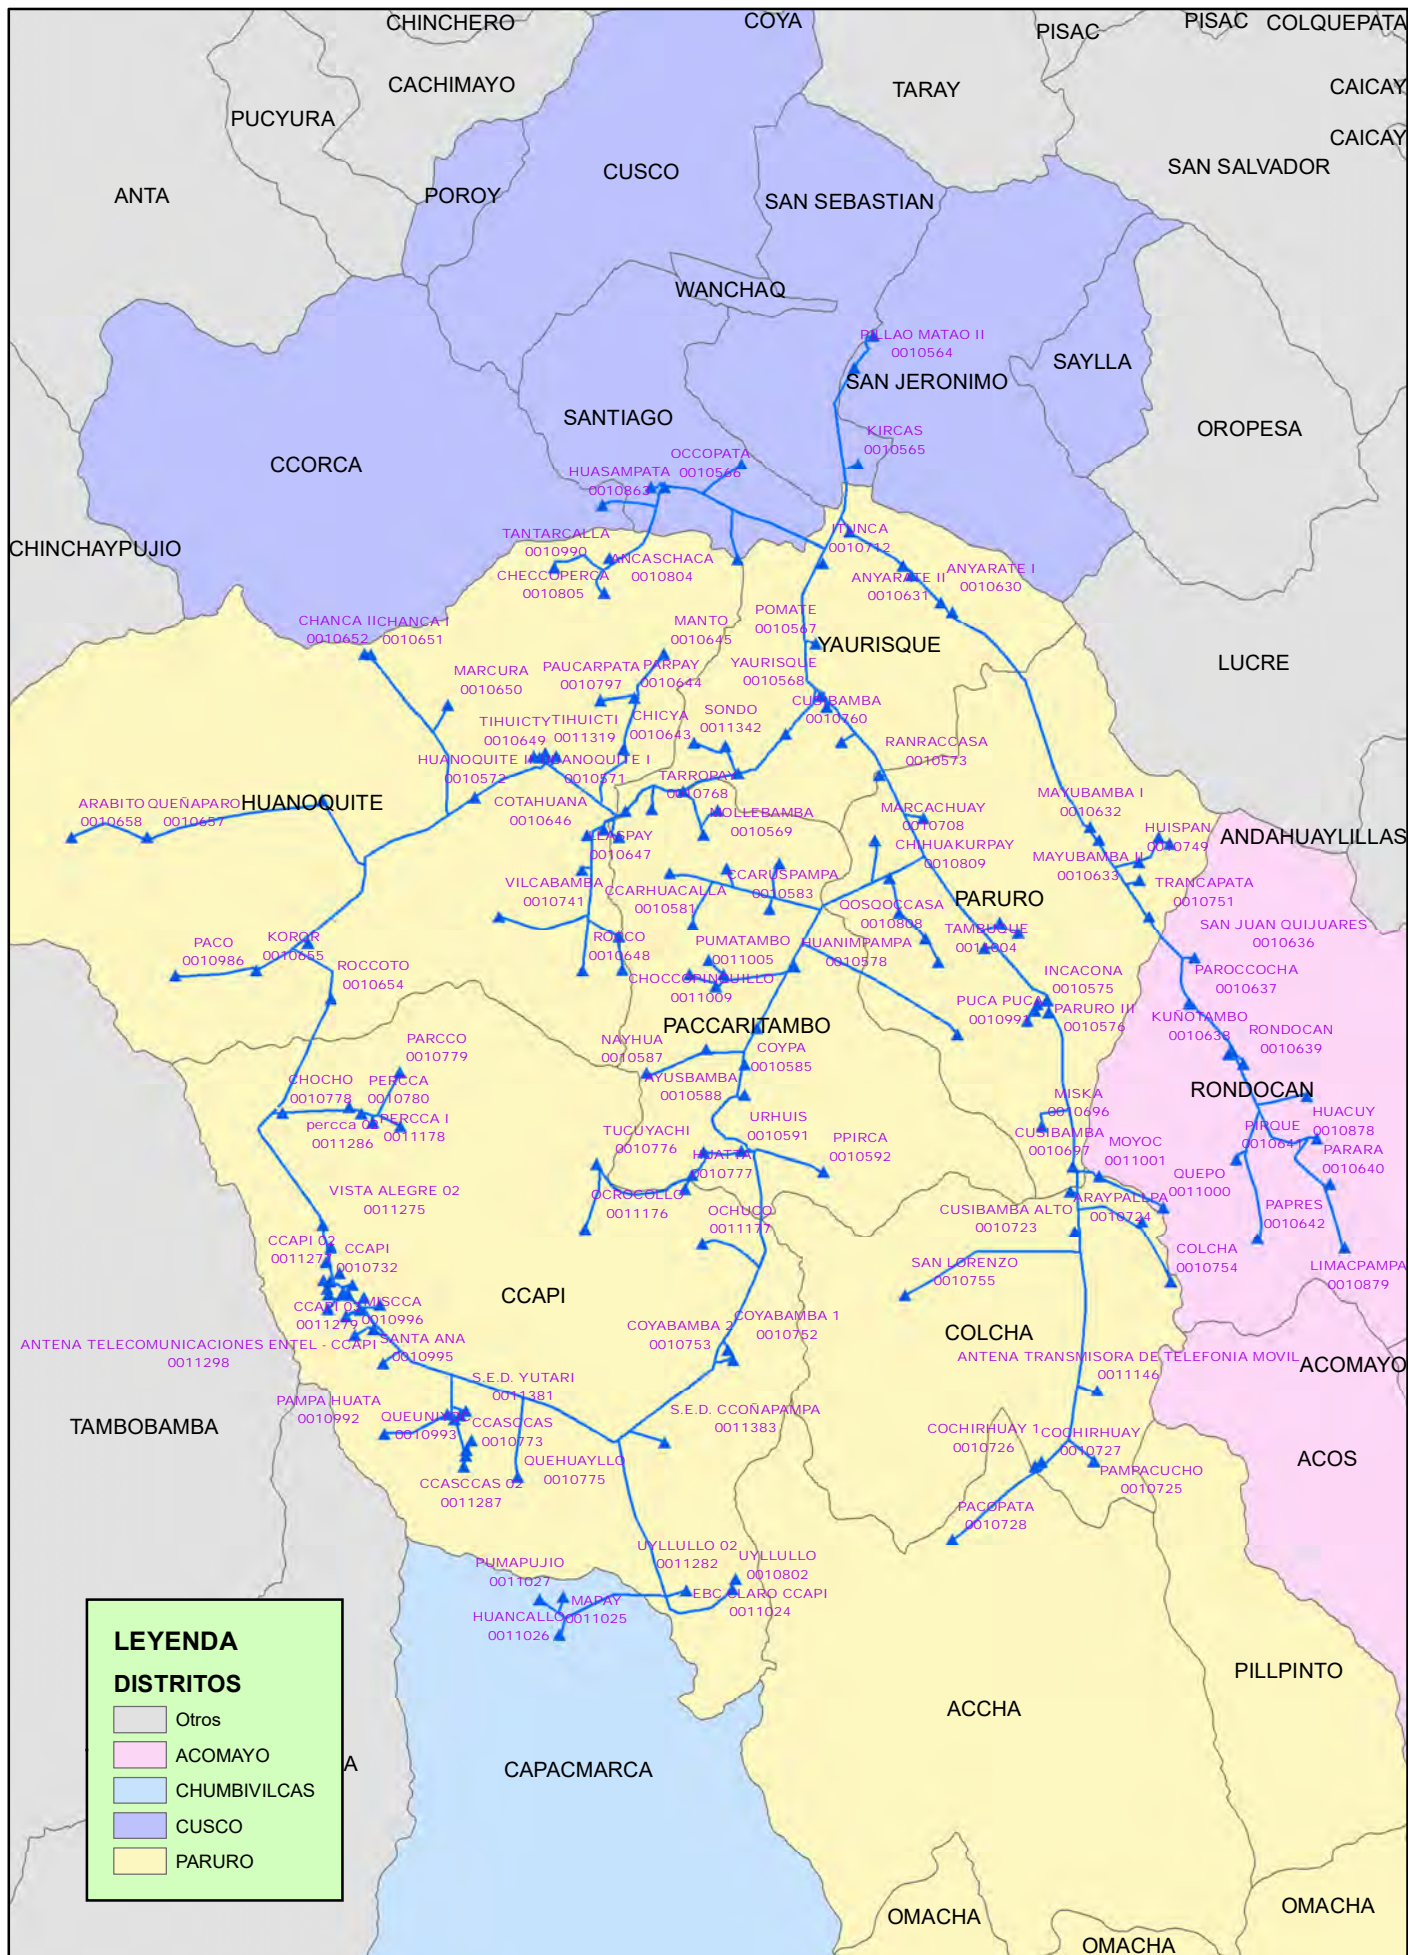 CHINCHERO
COYA
PISAC
PISAC
COLQUEPATA
CACHIMAYO
TARAY
CAICAY
PUCYURA
CAICAY
CUSCO
SAN SALVADOR
ANTA
POROY
SAN SEBASTIAN
WANCHAQ
PILLAO MATAO II
0010564
SAYLLA
SAN JERONIMO
SANTIAGO
OROPESA
KIRCAS
0010565
CCORCA
OCCOPATA
0010566
HUASAMPATA
0010863
CHINCHAYPUJIO
TANTARCALLA
0010990
ANCASCHACA
0010804
CHECCOPERCA
0010805
ITUNCA
0010712
ANYARATE II
0010631
ANYARATE I
0010630
CHANCA II
0010652
CHANCA I
0010651
MANTO
0010645
POMATE
0010567
YAURISQUE
LUCRE
MARCURA
0010650
PAUCARPATA
0010797
PARPAY
0010644
YAURISQUE
0010568
CUSIBAMBA
0010760
TIHUICTY
0010649
TIHUICTI
0011319
CHICYA
0010643
SONDO
0011342
HUANOQUITE II
0010572
HUANOQUITE I
0010571
RANRACCASA
0010573
TARROPAY
0010768
ARABITO
0010658
QUEÑAPARO
0010657
HUANOQUITE
COTAHUANA
0010646
MOLLEBAMBA
0010569
MARCACHUAY
0010708
MAYUBAMBA I
0010632
HUISPAN
0010749
ANDAHUAYLILLAS
LLASPAY
0010647
CHIHUAKURPAY
0010809
MAYUBAMBA II
0010633
VILCABAMBA
0010741
CCARHUACALLA
0010581
CCARUSPAMPA
0010583
TRANCAPATA
0010751
PARURO
QOSQOCCASA
0010808
SAN JUAN QUIJUARES
0010636
PACO
0010986
KOROR
0010655
ROCCO
0010648
PUMATAMBO
0011005
HUANIMPAMPA
0010578
TAMBUQUE
0011004
ROCCOTO
0010654
CHOCCOPINQUILLO
0011009
INCACONA
0010575
PAROCCOCHA
0010637
PUCA PUCA
0010991
PARURO III
0010576
KUÑOTAMBO
0010638
PACCARITAMBO
NAYHUA
0010587
COYPA
0010585
RONDOCAN
0010639
PARCCO
0010779
AYUSBAMBA
0010588
CHOCHO
0010778
PERCCA
0010780
MISKA
0010696
RONDOCAN
HUACUY
0010878
percca 02
0011286
PERCCA I
0011178
URHUIS
0010591
CUSIBAMBA
0010697
PIRQUE
0010641
TUCUYACHI
0010776
HUATTA
0010777
PPIRCA
0010592
MOYOC
0011001
PARARA
0010640
VISTA ALEGRE 02
0011275
OCROCOLLO
0011176
QUEPO
0011000
ARAYPALLPA
0010724
PAPRES
0010642
CUSIBAMBA ALTO
0010723
CCAPI 02
0011277
CCAPI
0010732
OCHUCO
0011177
COLCHA
0010754
LIMACPAMPA
0010879
SAN LORENZO
0010755
CCAPI
CCAPI 03
0011279
MISCCA
0010996
COYABAMBA 1
0010752
COYABAMBA 2
0010753
COLCHA
ANTENA TELECOMUNICACIONES ENTEL - CCAPI
0011298
SANTA ANA
0010995
ANTENA TRANSMISORA DE TELEFONIA MOVIL
0011146
ACOMAYO
S.E.D. YUTARI
0011381
PAMPA HUATA
0010992
S.E.D. CCOÑAPAMPA
0011383
TAMBOBAMBA
0010993
CCASCCAS
0010773
COCHIRHUAY 1
0010726
COCHIRHUAY
0010727
QUEHUAYLLO
0010775
PAMPACUCHO
0010725
ACOS
CCASCCAS 02
0011287
PACOPATA
0010728
UYLLULLO 02
0011282
PUMAPUJIO
0011027
UYLLULLO
0010802
MAPAY
0011025
EBC CLARO CCAPI
0011024
HUANCALLO
0011026
PILLPINTO
ACCHA
CAPACMARCA
LEYENDA
DISTRITOS
Otros
ACOMAYO
CHUMBIVILCAS
CUSCO
PARURO
A
OMACHA
OMACHA
OMACHA